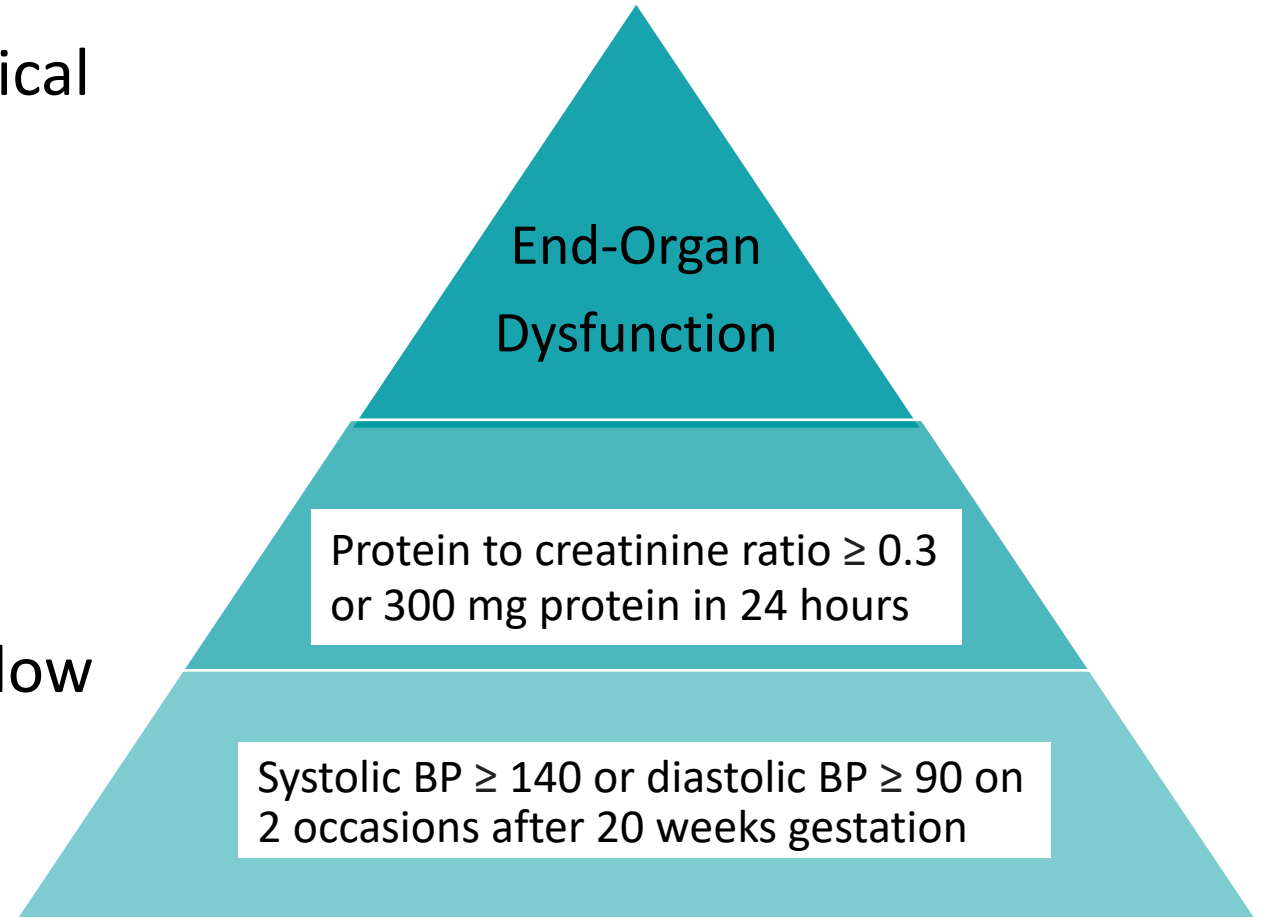 ical
End-Organ
Dysfunction
Protein to creatinine ratio ≥ 0.3
or 300 mg protein in 24 hours
low
Systolic BP ≥ 140 or diastolic BP ≥ 90 on
2 occasions after 20 weeks gestation